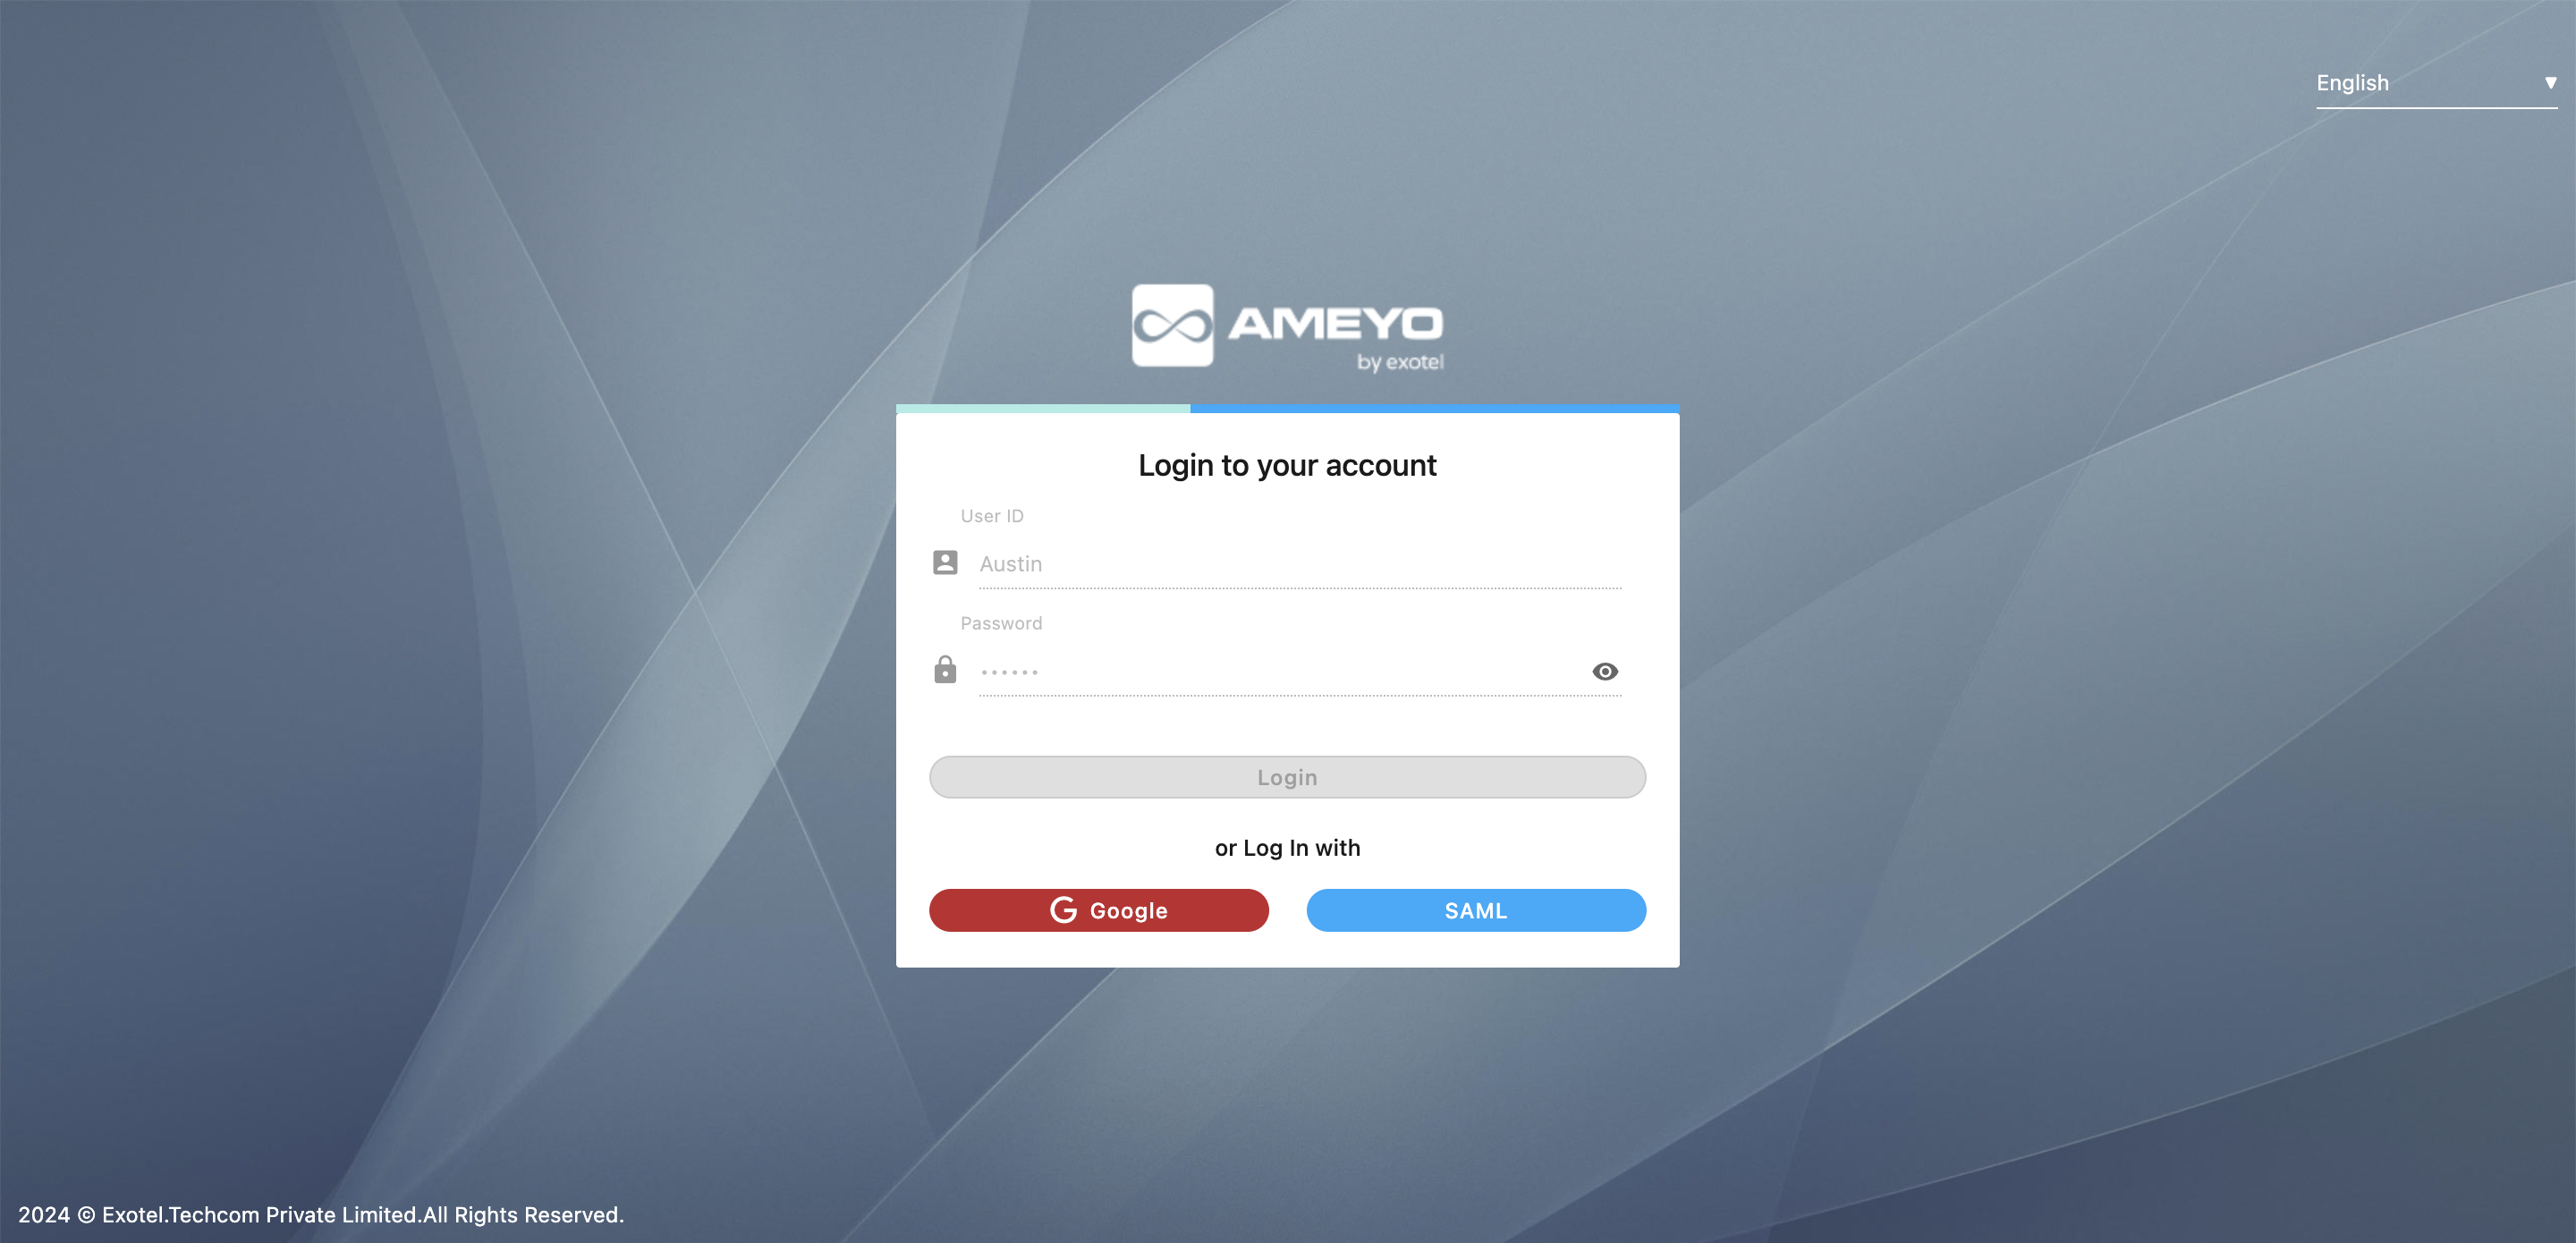 English
AMEYO
by exotel
Login to your account
User ID
Austin
Password
••••••
Login
or Log In with
Google
SAML
2024 © Exotel.Techcom Private Limited.All Rights Reserved.